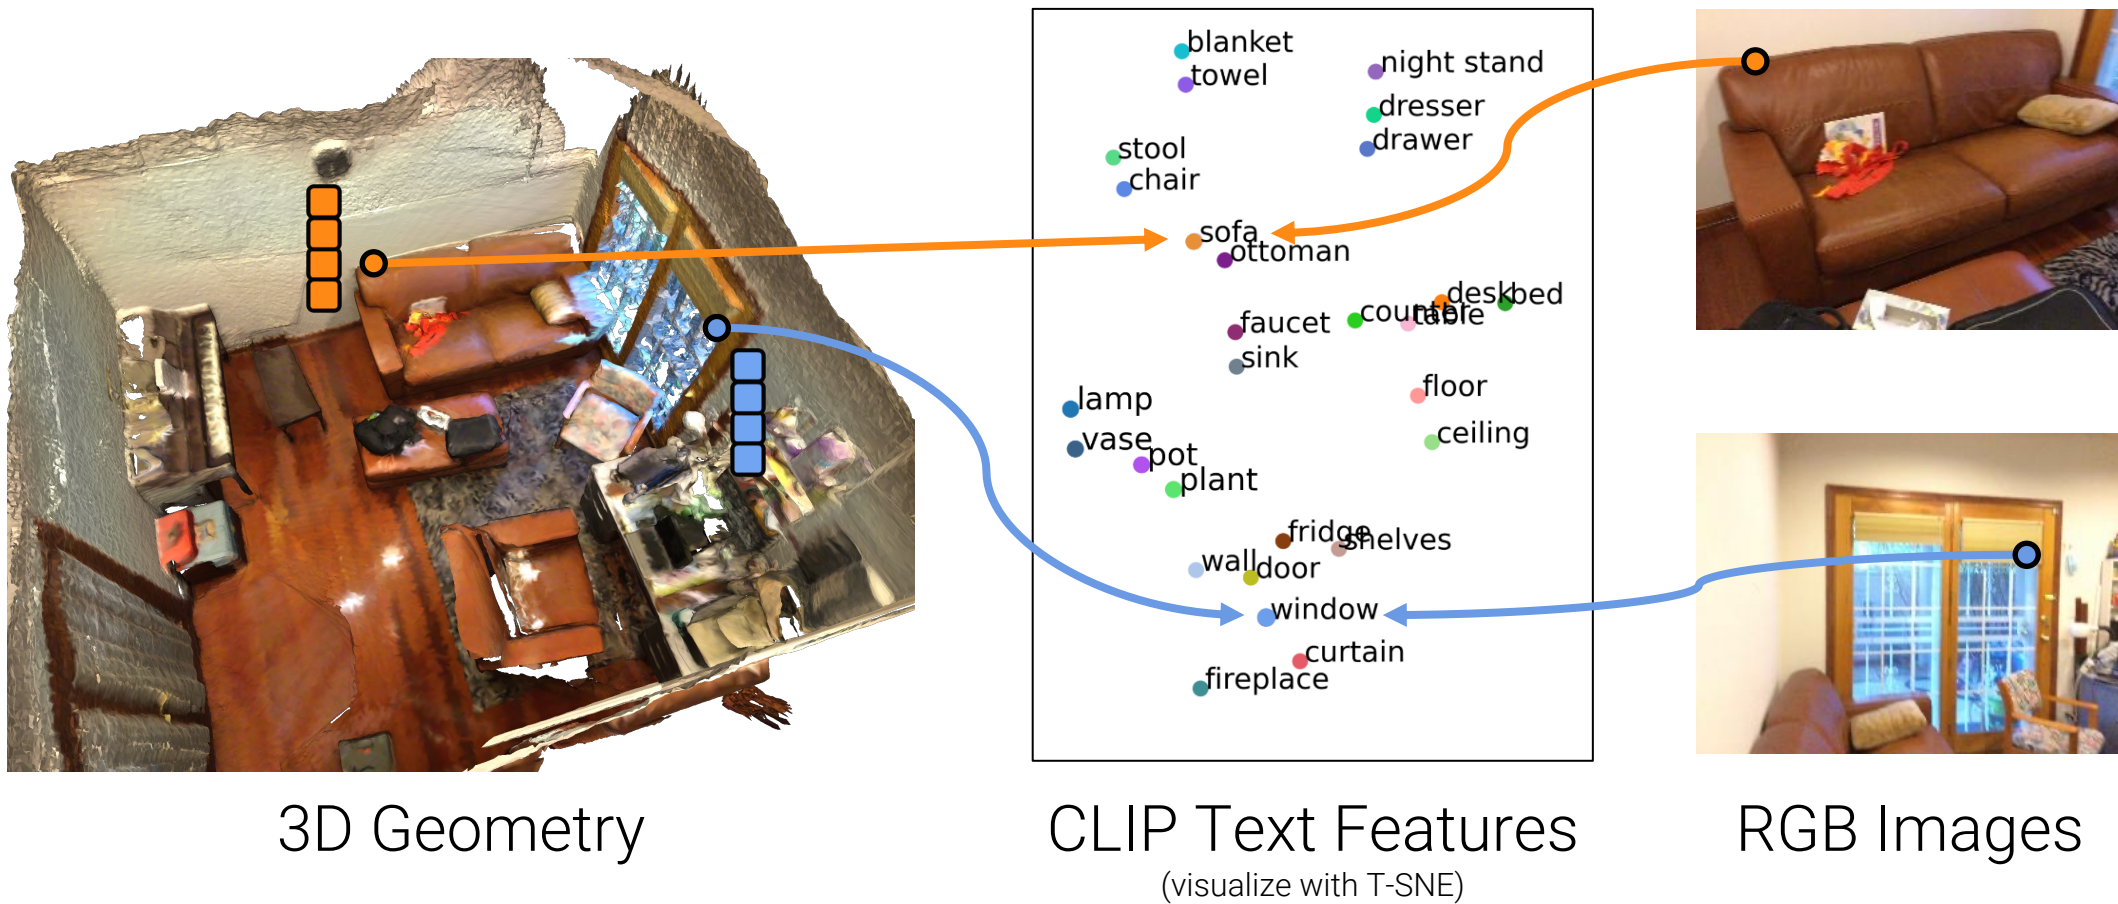 blanket
towel
night stand
dresser
drawer
stool
chair
sofa
ottoman
desk
bed
counter
table
faucet
sink
floor
lamp
ceiling
vase
pot
plant
fridge
shelves
wall
door
window
curtain
fireplace
3D Geometry
CLIP Text Features
(visualize with T-SNE)
RGB Images